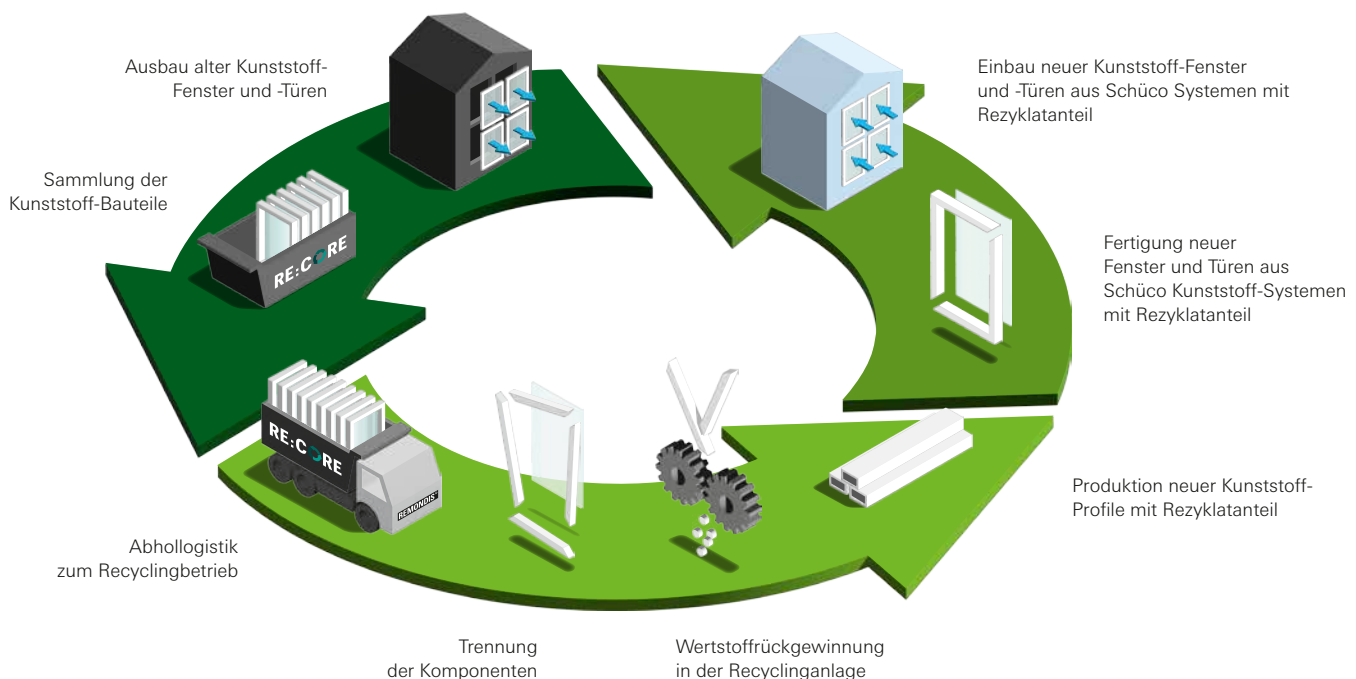 Ausbau alter Kunststoff-
Fenster und -Türen
Sammlung der
Kunststoff-Bauteile
RE:CORE
RE:CORE
REMONDIS
Abhollogistik
zum Recyclingbetrieb
Trennung
der Komponenten
Wertstoffrückgewinnung
in der Recyclinganlage
Produktion neuer Kunststoff-
Profile mit Rezyklatanteil
Fertigung neuer
Fenster und Türen aus
Schüco Kunststoff-Systemen
mit Rezyklatanteil
Einbau neuer Kunststoff-Fenster
und -Türen aus Schüco Systemen mit
Rezyklatanteil